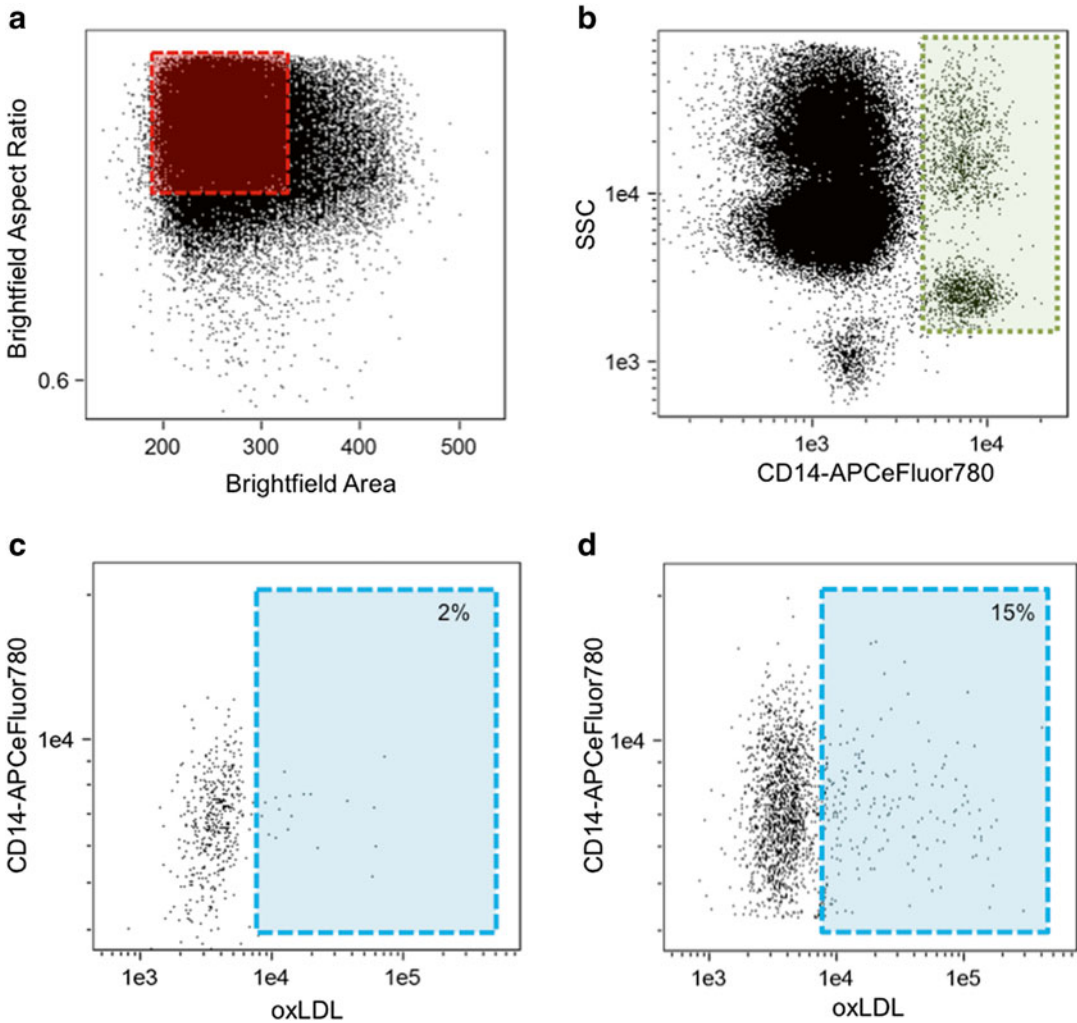 a
Brightfield Aspect Ratio
0.6
200 300 400 500
Brightfield Area
b
SSC
1e4
1e3
1e3 1e4
CD14-APCeFluor780
c
2%
CD14-APCeFluor780
1e4
1e3 1e4 1e5
oxLDL
d
15%
CD14-APCeFluor780
1e4
1e3 1e4 1e5
oxLDL